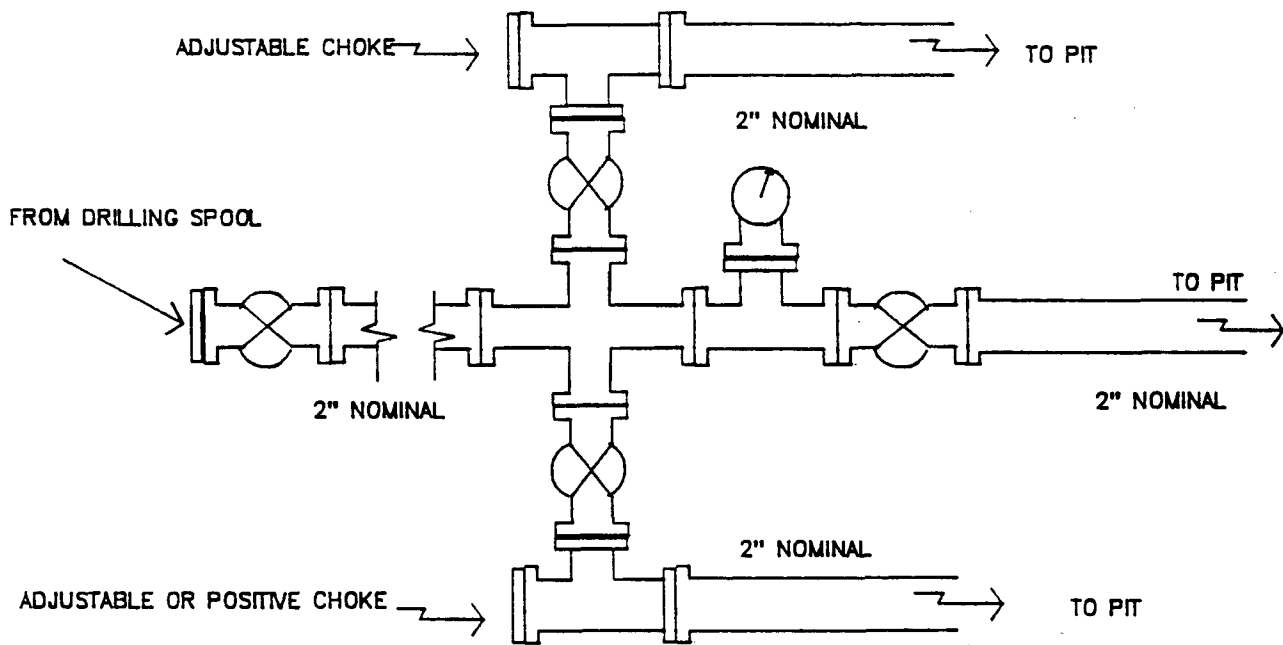 ADJUSTABLE CHOKE
TO PIT
2" NOMINAL
FROM DRILLING SPOOL
TO PIT
2" NOMINAL
2" NOMINAL
2" NOMINAL
ADJUSTABLE OR POSITIVE CHOKE
TO PIT